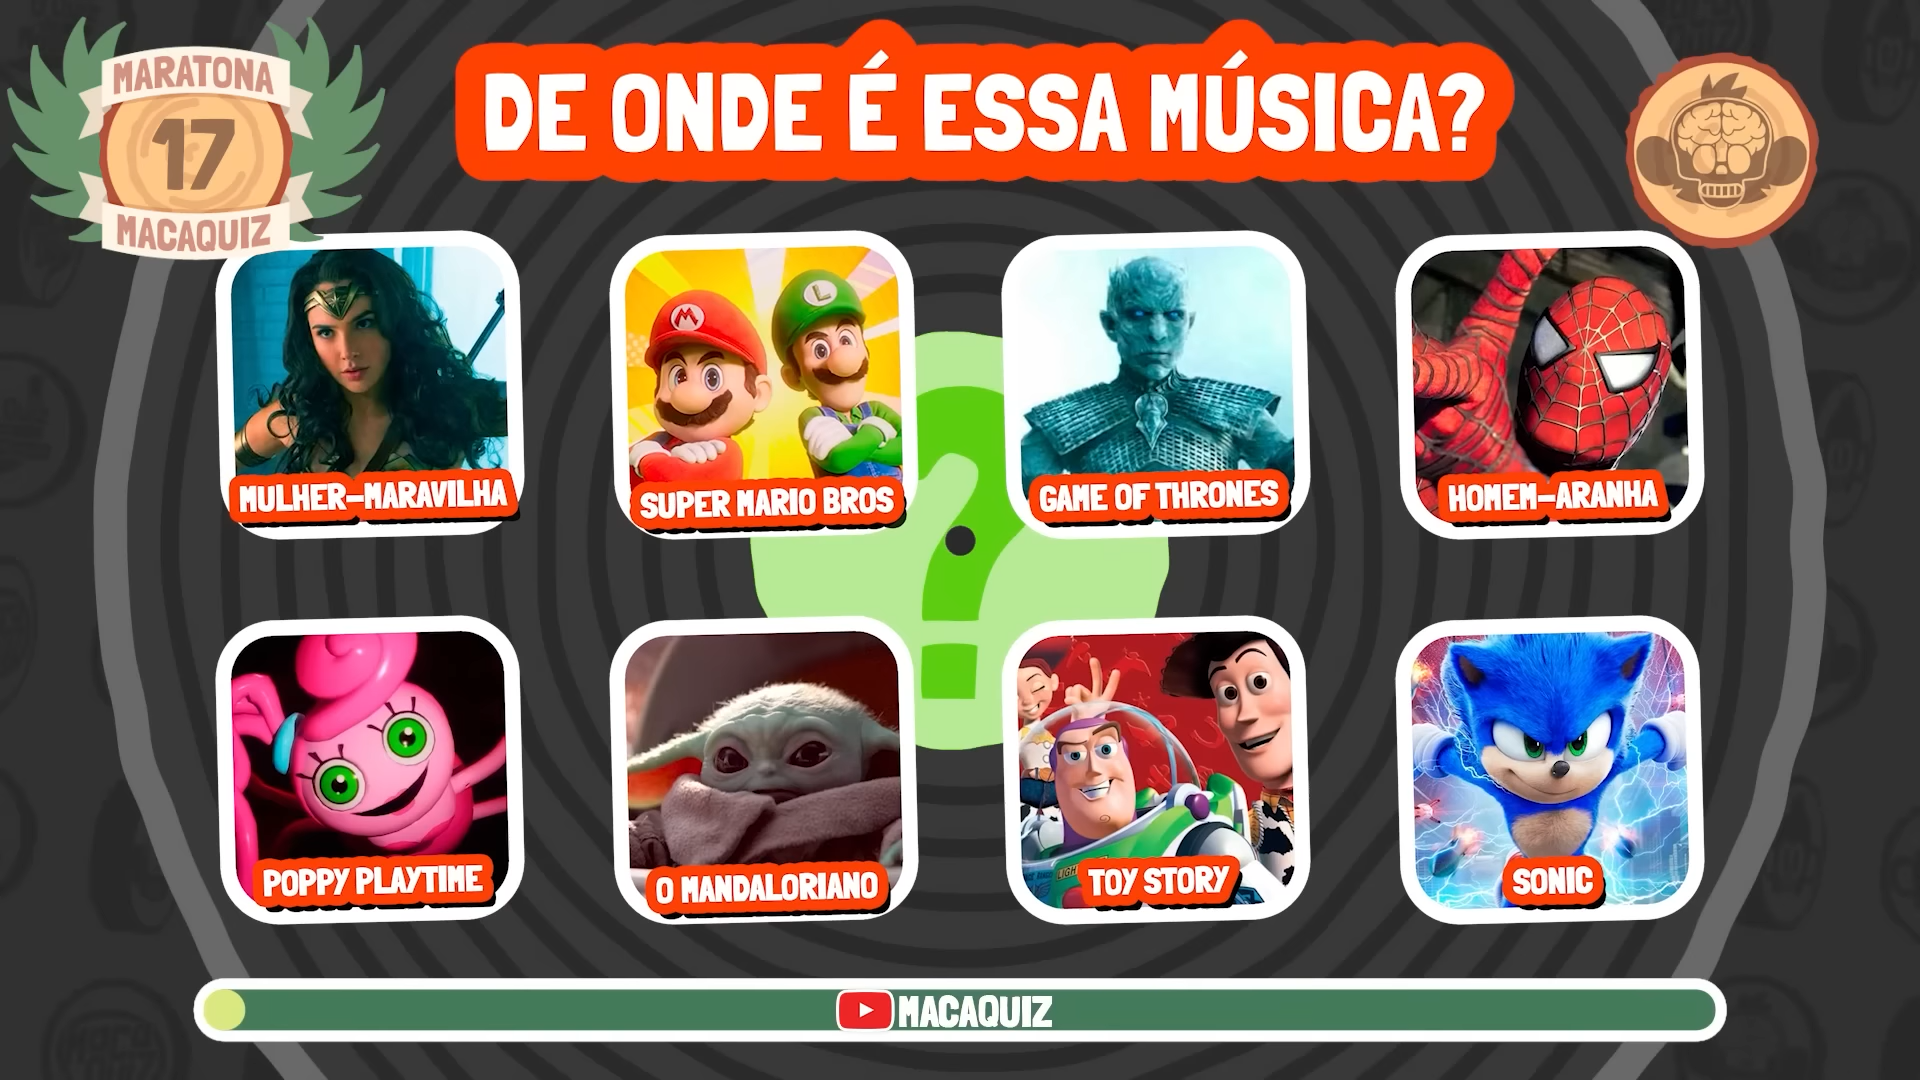 MARATONA
17
MACAQUIZ
DE ONDE É ESSA MÚSICA?
M
L
MULHER-MARAVILHA
SUPER MARIO BROS
GAME OF THRONES
HOMEM-ARANHA
?
LIGH
POPPY PLAYTIME
O MANDALORIANO
TOY STORY
SONIC
MACAQUIZ